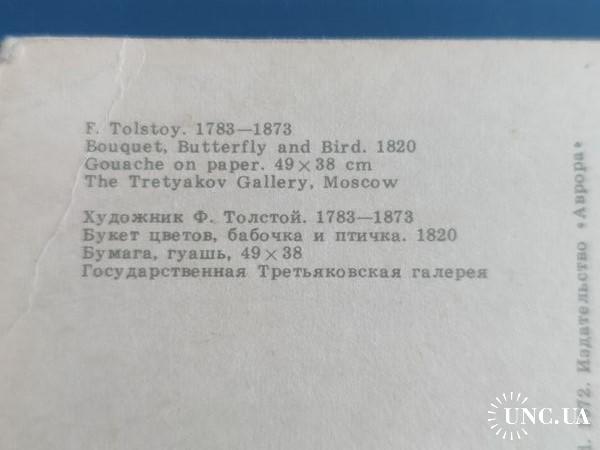 F. Tolstoy. 1783—1873
Bouquet, Butterfly and Bird. 1820
Gouache on paper. 49×38 cm
The Tretyakov Gallery, Moscow
Художник Ф. Толстой. 1783—1873
Букет цветов, бабочка и птичка. 1820
Бумага, гуашь, 49×38
Государственная Третьяковская галерея
1972. Издательство «Аврора»
UNC.UA